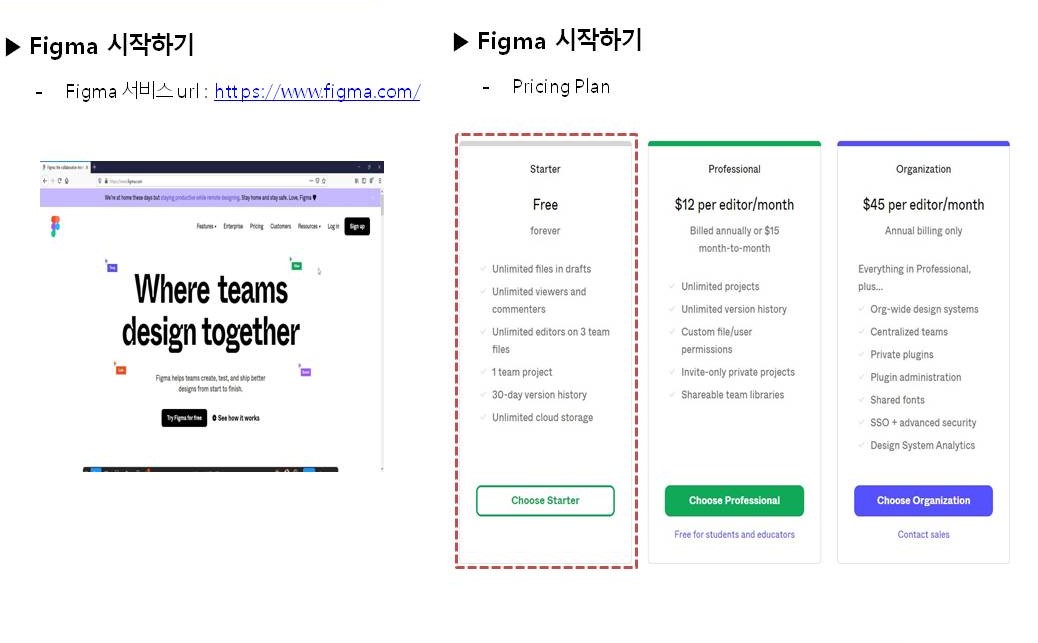 ▶ Figma 시작하기
- Figma 서비스 url : https://www.figma.com/
We're at home these days but staying productive while remote designing. Stay home and stay safe. Love, Figma
Features
Enterprise
Pricing
Customers
Resources
Log in
Sign up
Where teams
design together
Figma helps teams create, test, and ship better
designs from start to finish.
Try Figma for free
See how it works
▶ Figma 시작하기
- Pricing Plan
Starter
Free
forever
Unlimited files in drafts
Unlimited viewers and
commenters
Unlimited editors on 3 team
files
1 team project
30-day version history
Unlimited cloud storage
Choose Starter
Professional
$12 per editor/month
Billed annually or $15
month-to-month
Unlimited projects
Unlimited version history
Custom file/user
permissions
Invite-only private projects
Shareable team libraries
Choose Professional
Free for students and educators
Organization
$45 per editor/month
Annual billing only
Everything in Professional,
plus...
Org-wide design systems
Centralized teams
Private plugins
Plugin administration
Shared fonts
SSO + advanced security
Design System Analytics
Choose Organization
Contact sales